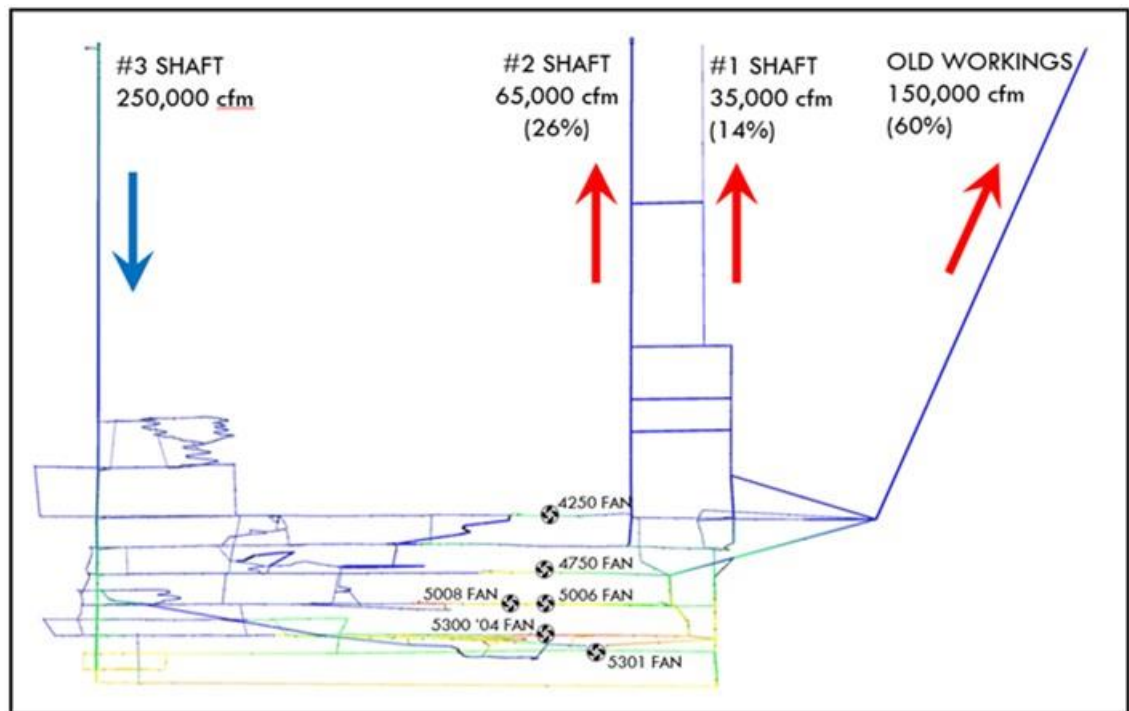 #3 SHAFT
250,000 cfm
#2 SHAFT
65,000 cfm
(26%)
#1 SHAFT
35,000 cfm
(14%)
OLD WORKINGS
150,000 cfm
(60%)
4250 FAN
4750 FAN
5008 FAN
5006 FAN
5300 '04 FAN
5301 FAN